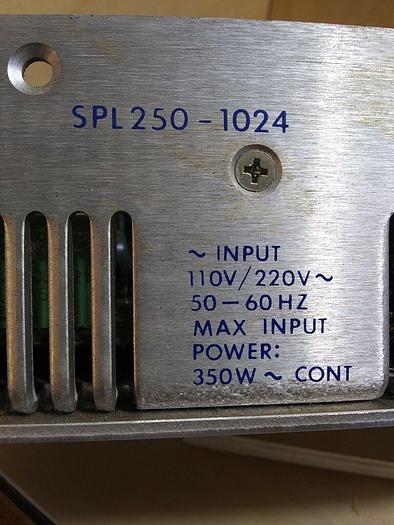 SPL250-1024
~ INPUT
110V/220V~
50-60HZ
MAX INPUT
POWER:
350W ~ CONT